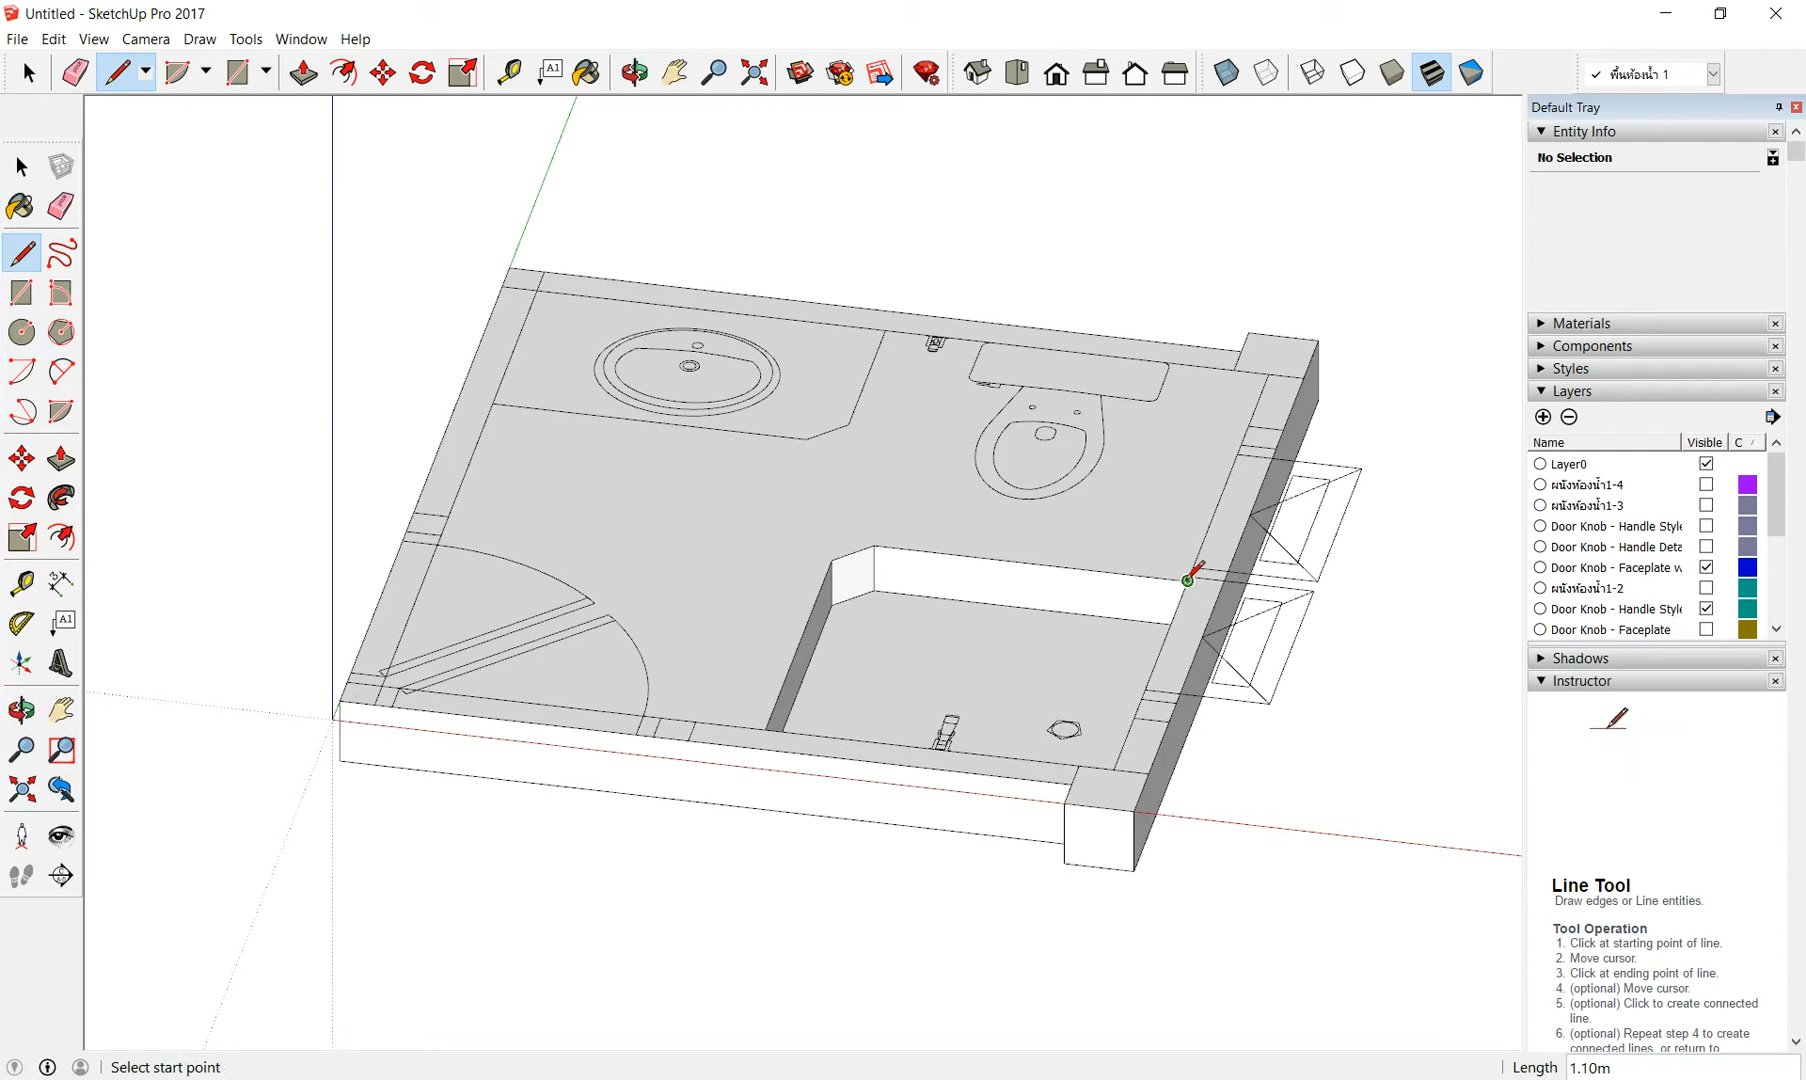 Untitled - SketchUp Pro 2017
File Edit View Camera Draw Tools Window Help
A1
✓ พื้นห้องน้ำ 1
Default Tray
Entity Info
No Selection
Materials
Components
Styles
Layers
Name Visible C
Layer0
ผนังห้องน้ำ1-4
ผนังห้องน้ำ1-3
Door Knob - Handle Style
Door Knob - Handle Deta
Door Knob - Faceplate w
ผนังห้องน้ำ1-2
Door Knob - Handle Style
Door Knob - Faceplate
A1
Shadows
Instructor
Line Tool
Draw edges or Line entities.
Tool Operation
1. Click at starting point of line.
2. Move cursor.
3. Click at ending point of line.
4. (optional) Move cursor.
5. (optional) Click to create connected
line.
6. (optional) Repeat step 4 to create
connected lines, or return to
Select start point
Length 1.10m